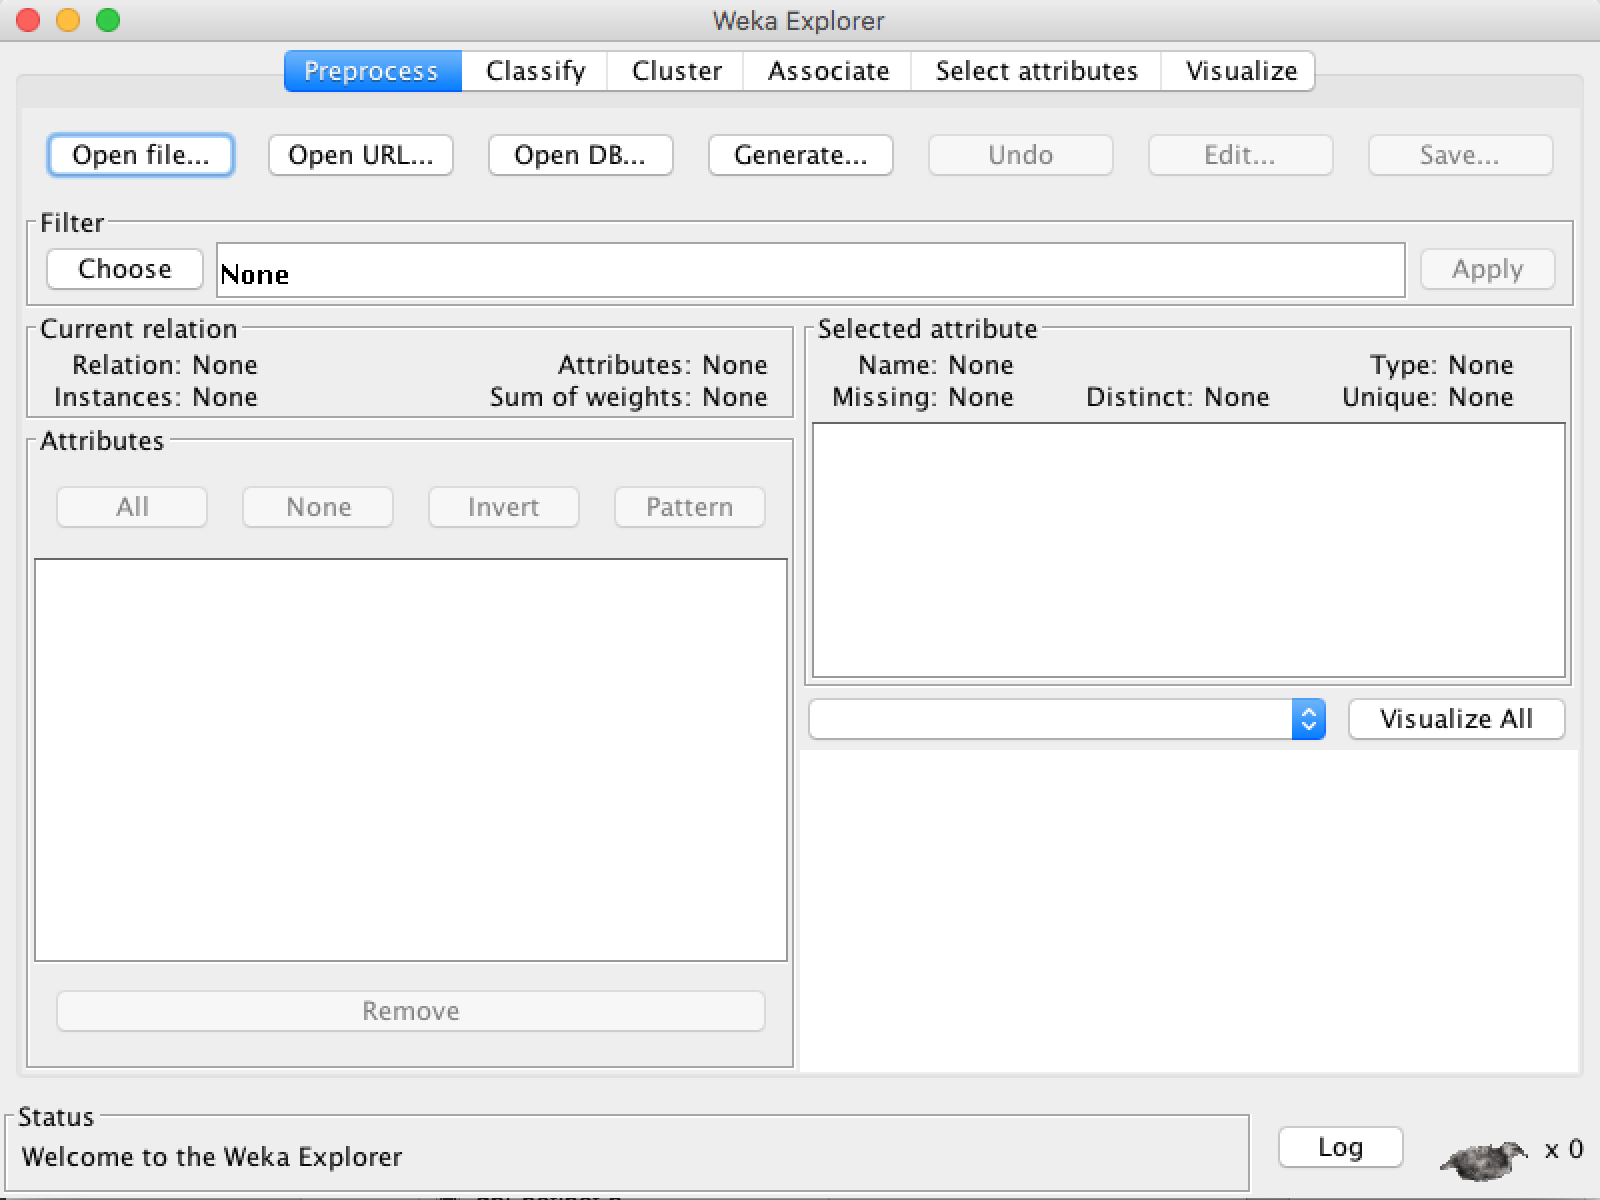 Weka Explorer
Preprocess Classify Cluster Associate Select attributes Visualize
Open file... Open URL... Open DB... Generate... Undo Edit... Save...
Filter
Choose None Apply
Current relation
Relation: None Attributes: None
Instances: None Sum of weights: None
Attributes
All None Invert Pattern
Remove
Selected attribute
Name: None Type: None
Missing: None Distinct: None Unique: None
Visualize All
Status
Welcome to the Weka Explorer
Log x 0